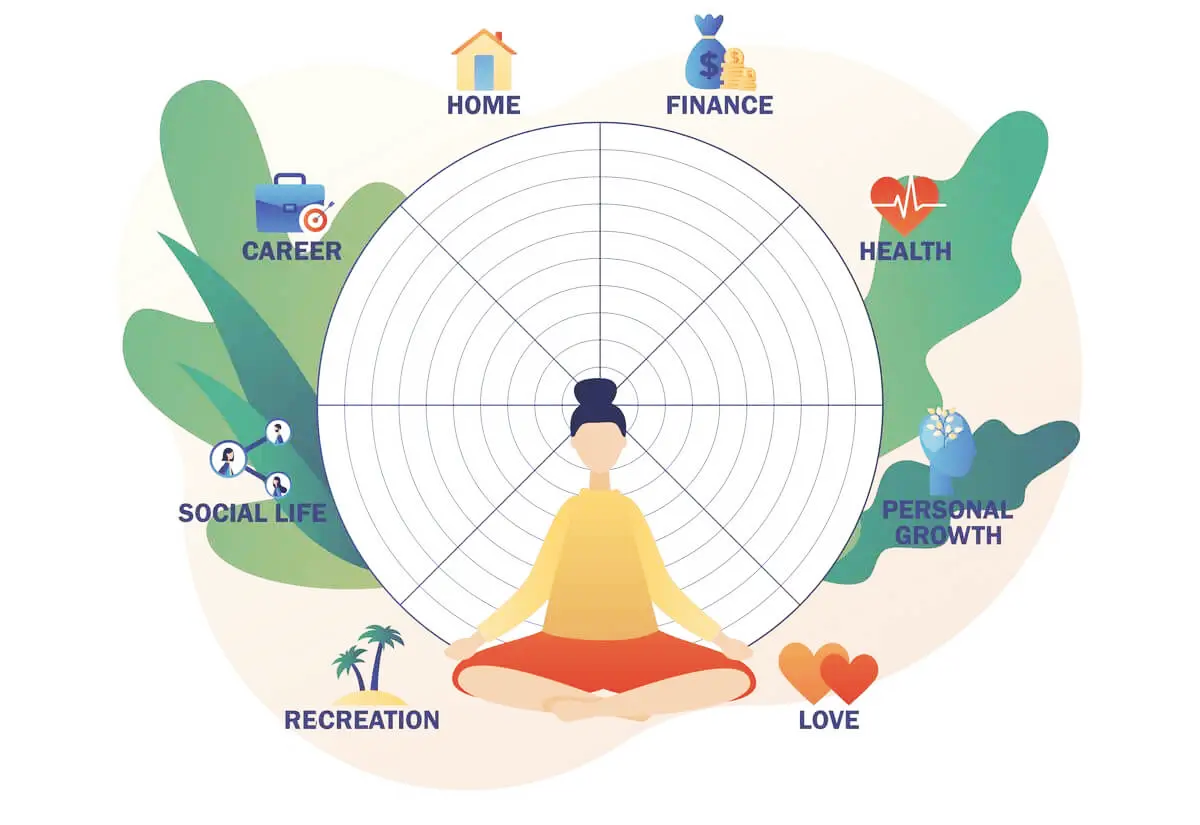 HOME
FINANCE
CAREER
HEALTH
SOCIAL LIFE
PERSONAL
GROWTH
RECREATION
LOVE